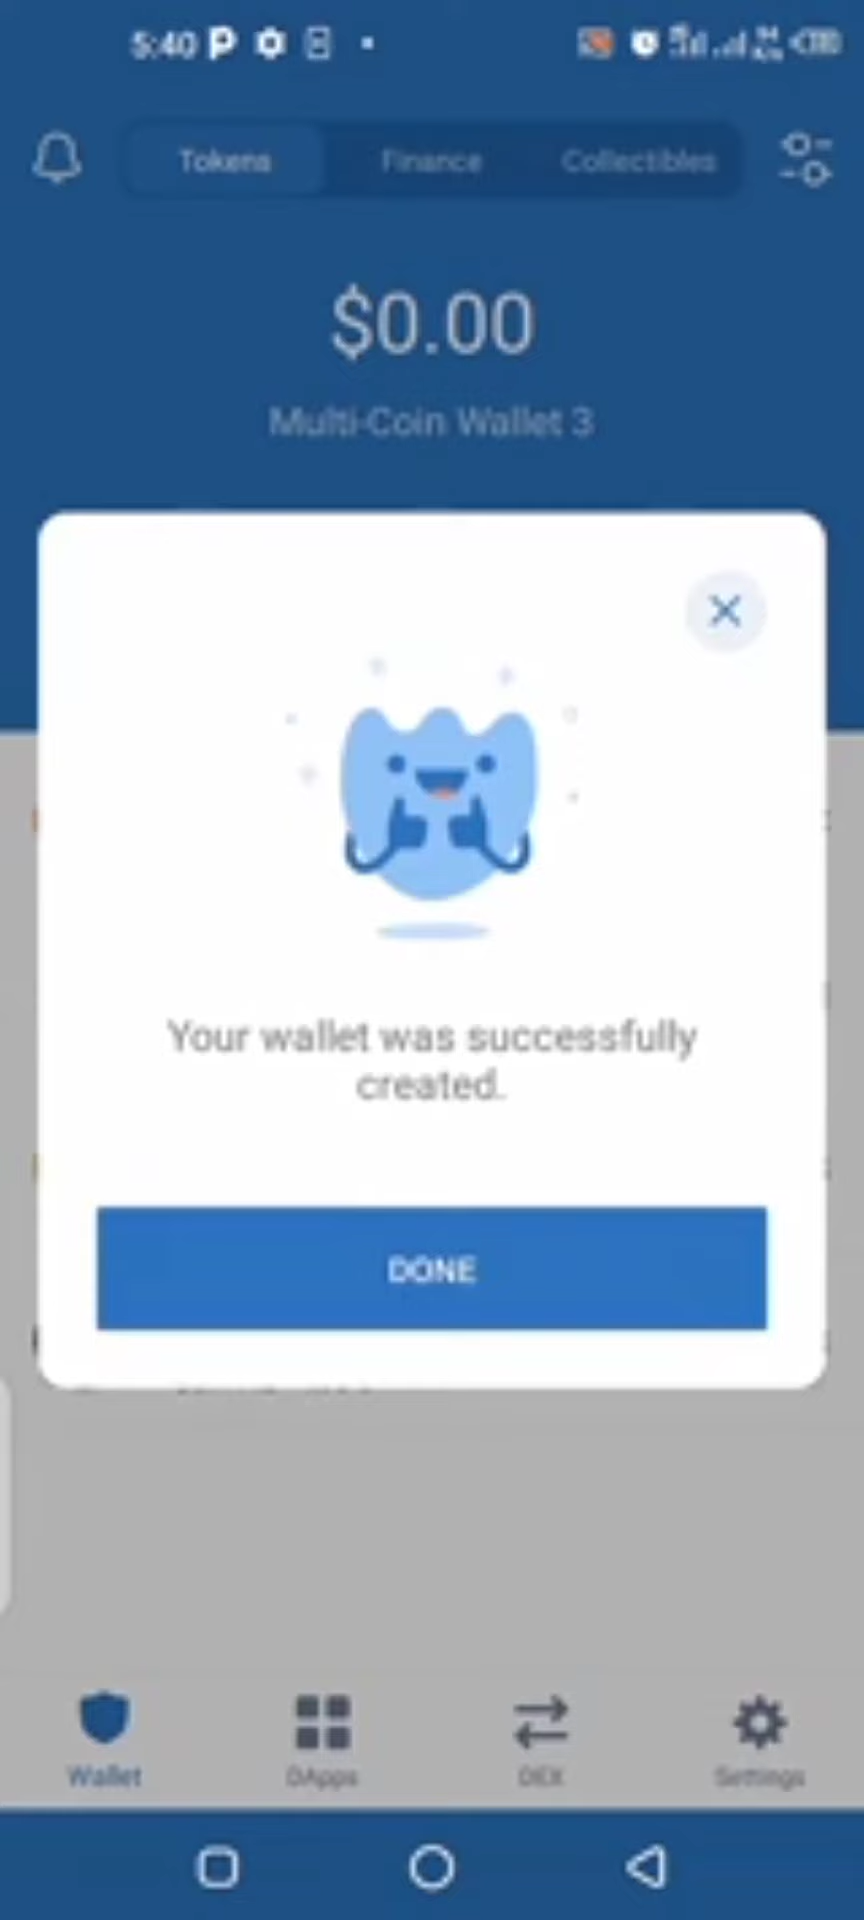 5:40
Tokens Finance Collectibles
$0.00
Multi-Coin Wallet 3
Your wallet was successfully
created.
DONE
Wallet DApps DEX Settings